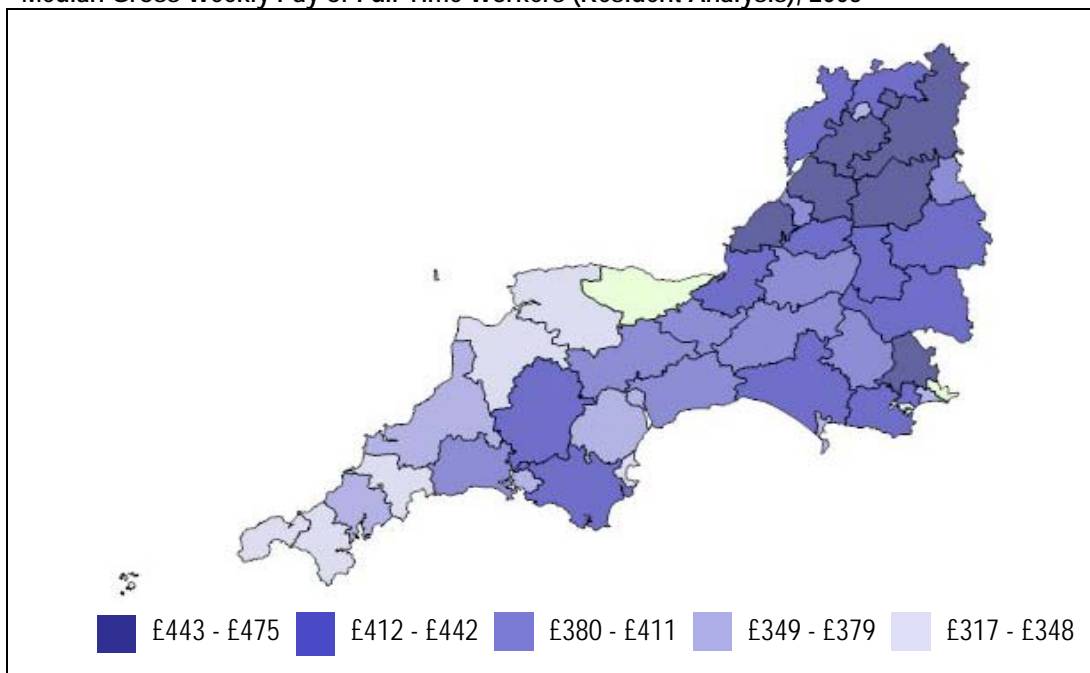 Median Gross Weekly Pay of Full-Time Workers (Resident Analysis),
£443 - £475 £412 - £442 £380 - £411 £349 - £379 £317 - £348